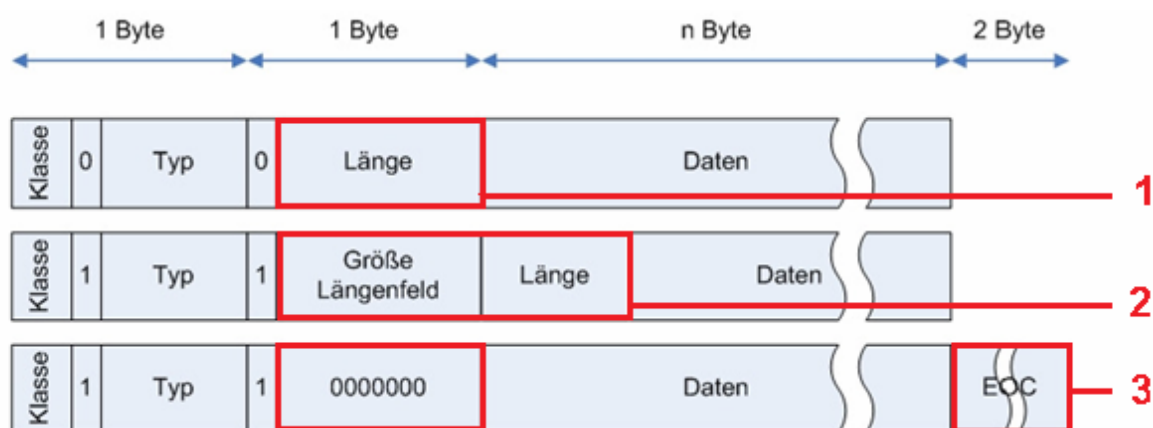 1 Byte 1 Byte n Byte 2 Byte
Klasse 0 Typ 0 Länge Daten
1
Klasse 1 Typ 1 Größe Längenfeld Länge Daten
2
Klasse 1 Typ 1 0000000 Daten EOC
3